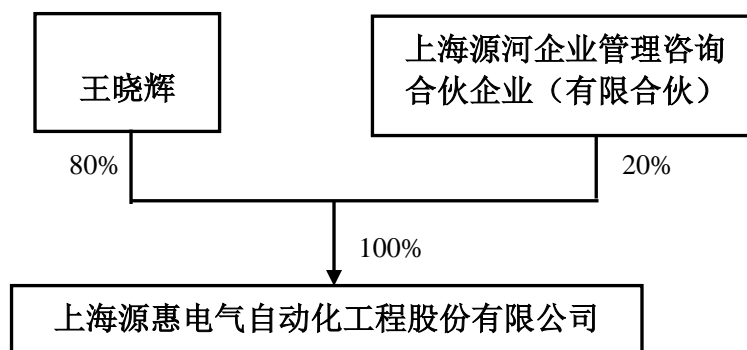 王晓辉
上海源河企业管理咨询
合伙企业（有限合伙）
80%
20%
100%
上海源惠电气自动化工程股份有限公司